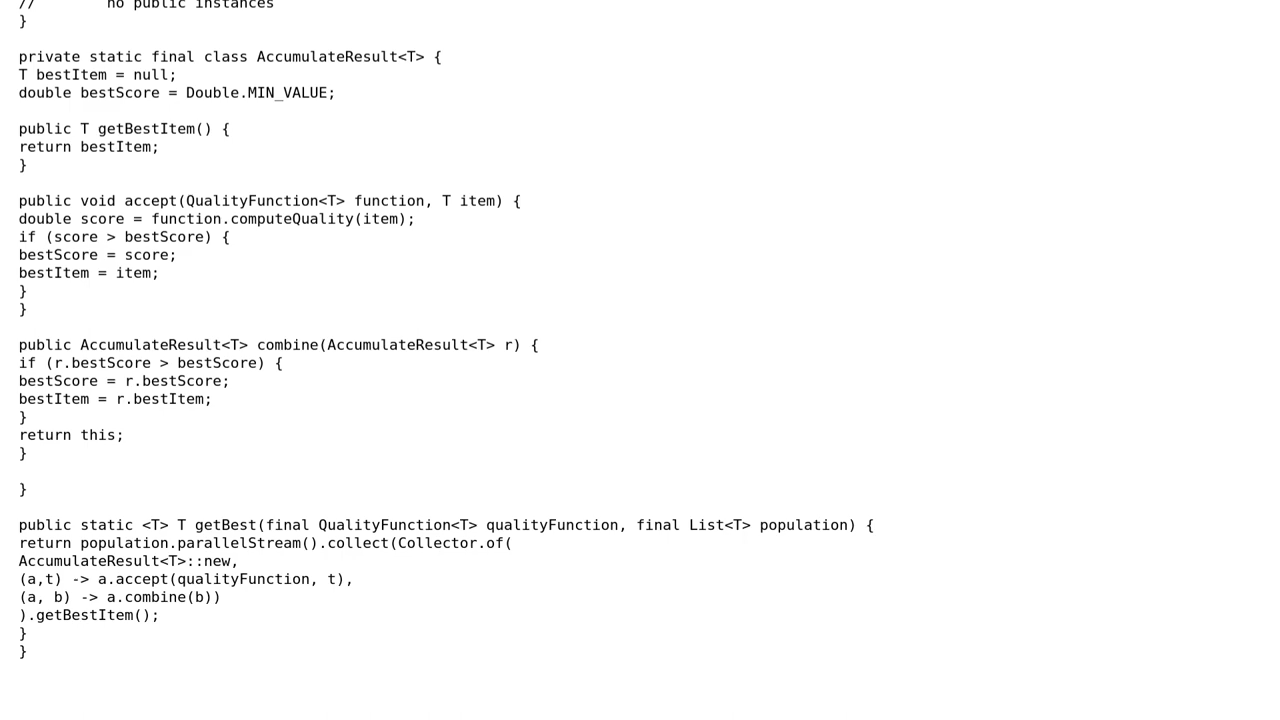 //        no public instances
}

private static final class AccumulateResult<T> {
T bestItem = null;
double bestScore = Double.MIN_VALUE;

public T getBestItem() {
return bestItem;
}

public void accept(QualityFunction<T> function, T item) {
double score = function.computeQuality(item);
if (score > bestScore) {
bestScore = score;
bestItem = item;
}
}

public AccumulateResult<T> combine(AccumulateResult<T> r) {
if (r.bestScore > bestScore) {
bestScore = r.bestScore;
bestItem = r.bestItem;
}
return this;
}

}

public static <T> T getBest(final QualityFunction<T> qualityFunction, final List<T> population) {
return population.parallelStream().collect(Collector.of(
AccumulateResult<T>::new,
(a,t) -> a.accept(qualityFunction, t),
(a, b) -> a.combine(b))
).getBestItem();
}
}